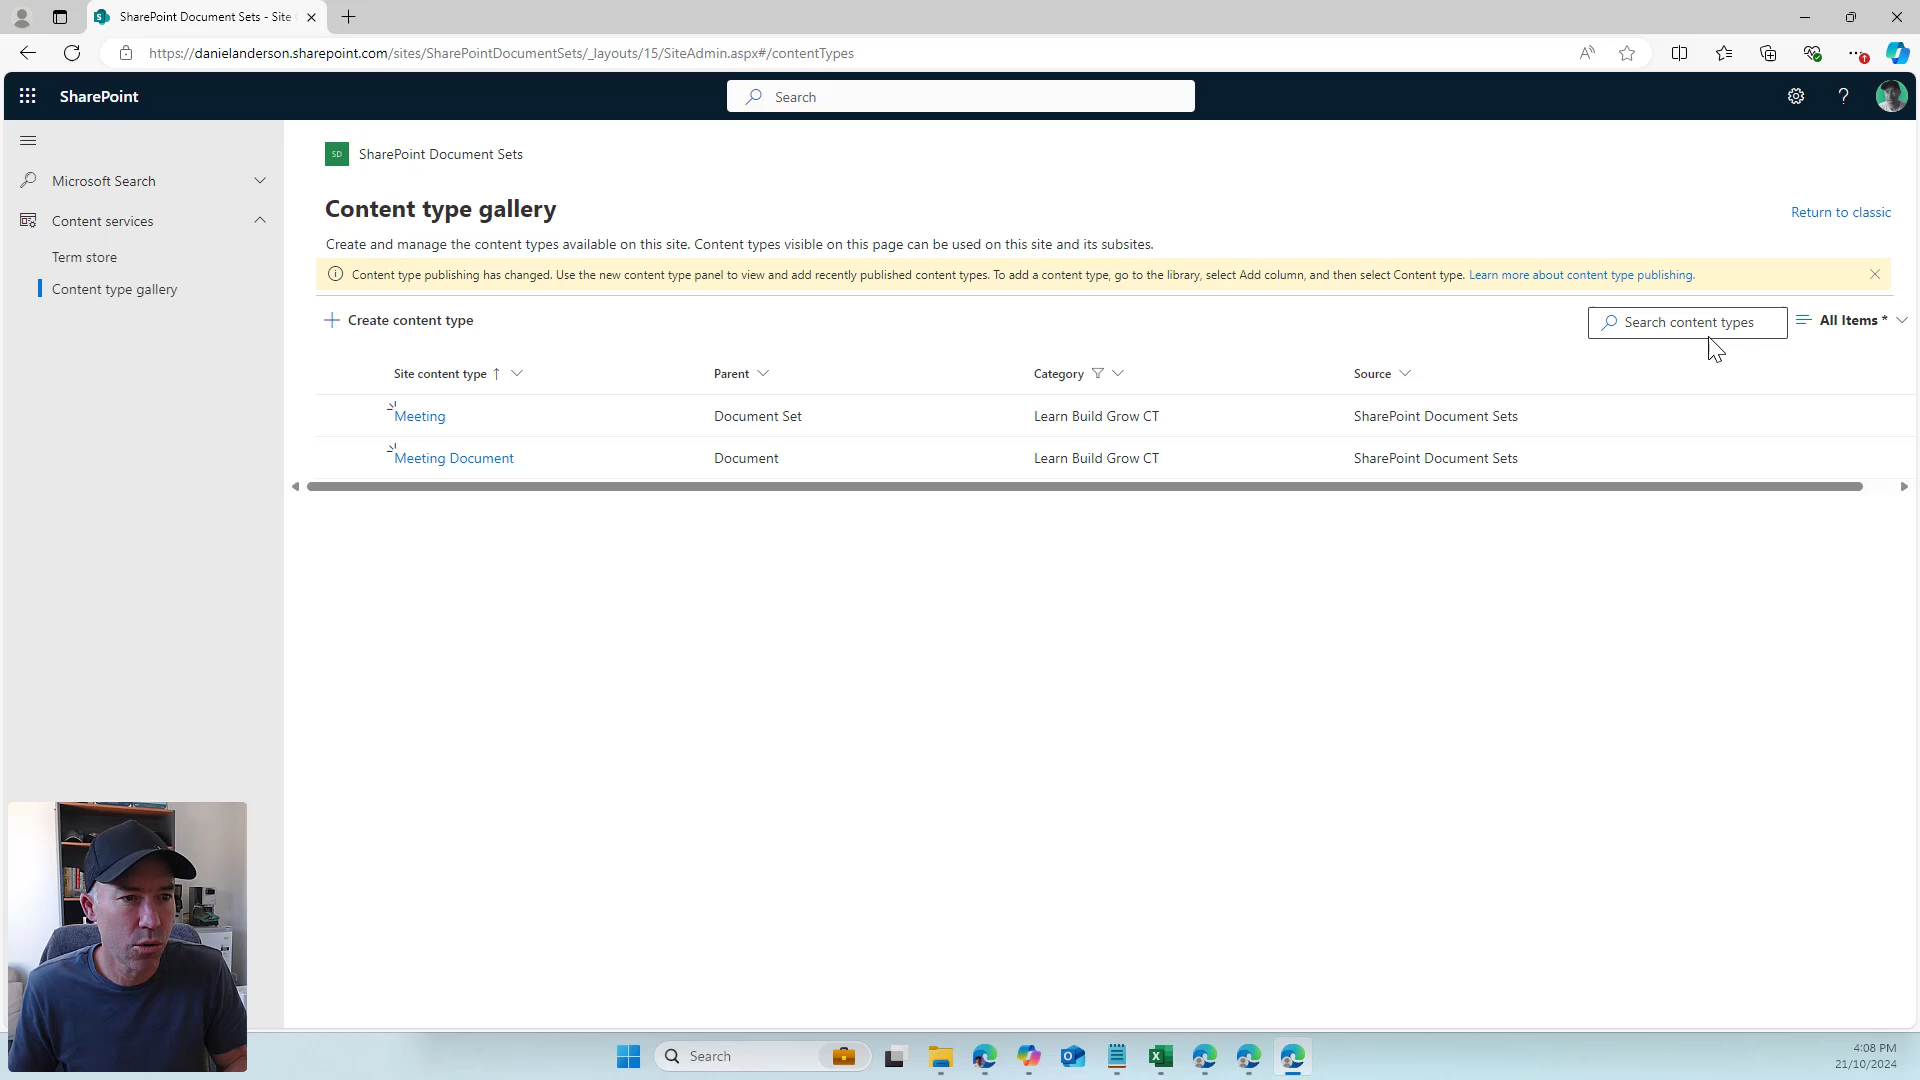 SharePoint Document Sets - Site
https://danielanderson.sharepoint.com/sites/SharePointDocumentSets/_layouts/15/SiteAdmin.aspx#/contentTypes
SharePoint
Search
Microsoft Search
Content services
Term store
Content type gallery
SD
SharePoint Document Sets
Content type gallery
Return to classic
Create and manage the content types available on this site. Content types visible on this page can be used on this site and its subsites.
Content type publishing has changed. Use the new content type panel to view and add recently published content types. To add a content type, go to the library, select Add column, and then select Content type. Learn more about content type publishing.
Create content type
Search content types
All Items *
Site content type Parent Category Source
Meeting Document Set Learn Build Grow CT SharePoint Document Sets
Meeting Document Document Learn Build Grow CT SharePoint Document Sets
Search
4:08 PM
21/10/2024